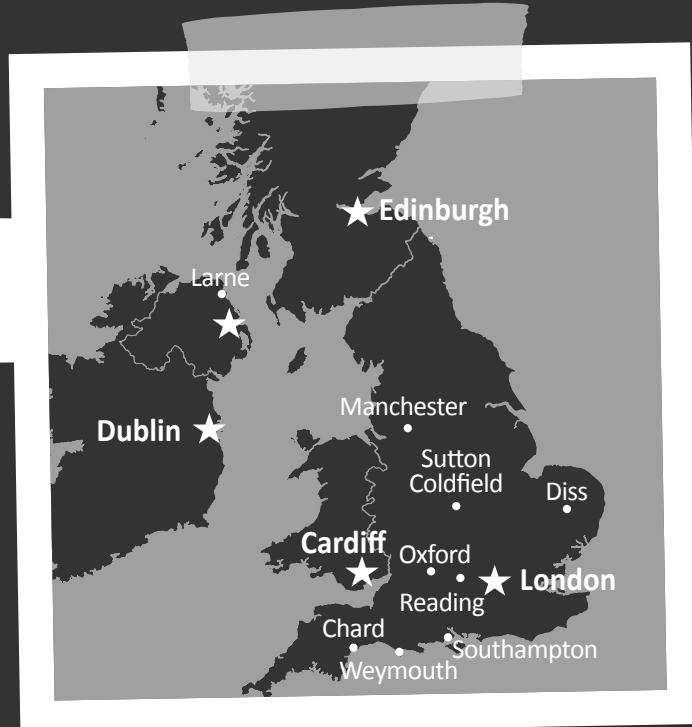 Edinburgh
Larne
Manchester
Dublin
Sutton
Coldfield
Diss
Cardiff
Oxford
London
Reading
Chard
Southampton
Weymouth